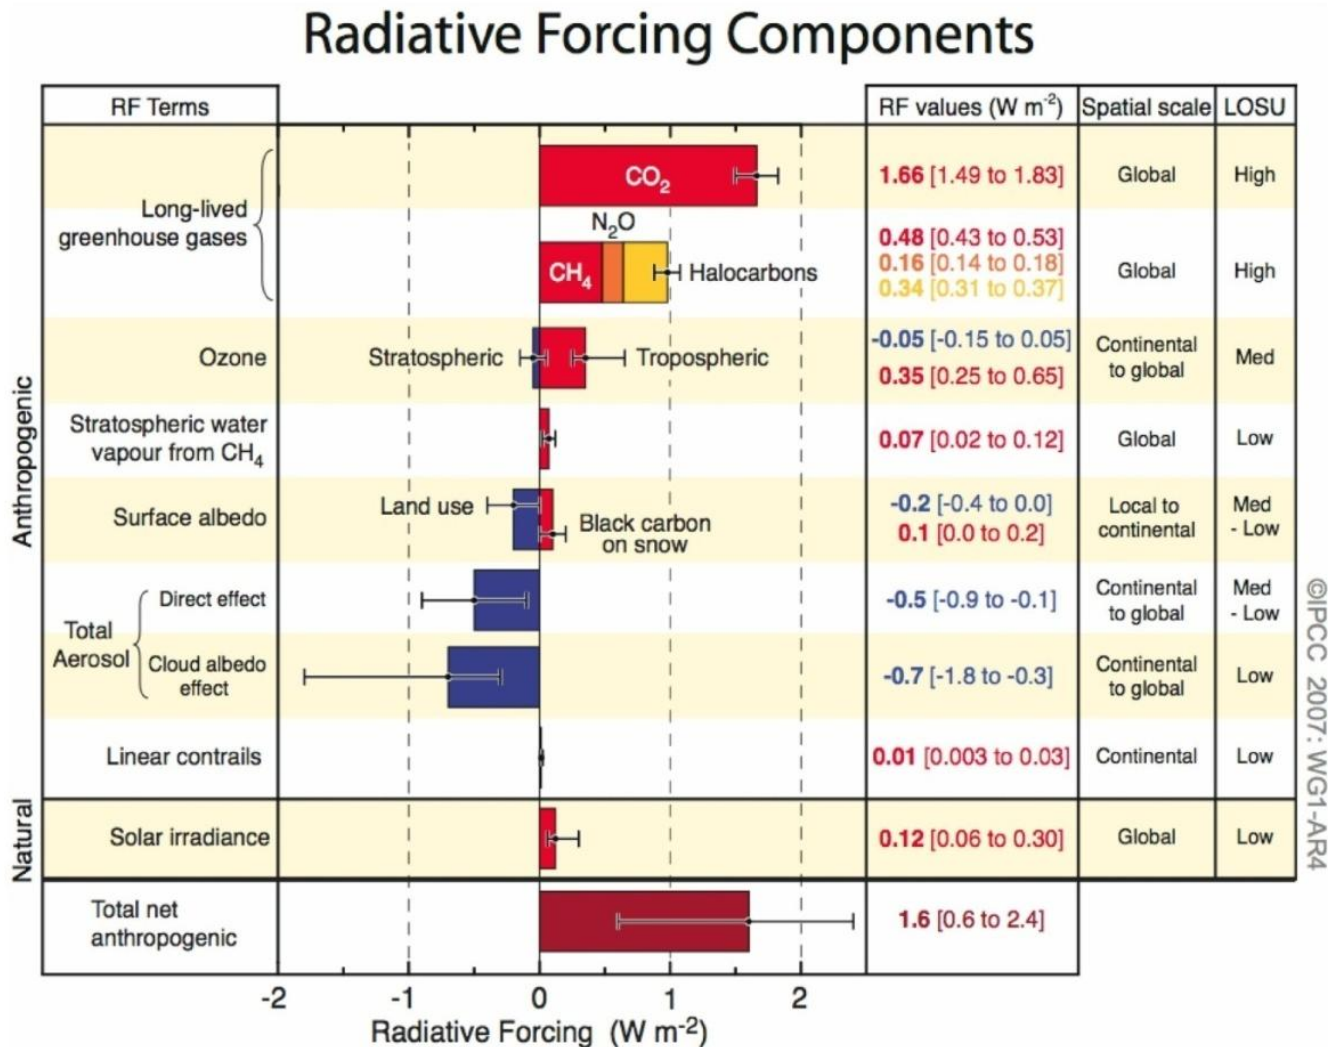 Radiative Forcing Components
RF Terms
RF values (W m⁻²)
Spatial scale
LOSU
Anthropogenic
Long-lived
greenhouse gases
CO₂
1.66 [1.49 to 1.83]
Global
High
N₂O
CH₄
Halocarbons
0.48 [0.43 to 0.53]
0.16 [0.14 to 0.18]
0.34 [0.31 to 0.37]
Global
High
Ozone
Stratospheric
Tropospheric
-0.05 [-0.15 to 0.05]
0.35 [0.25 to 0.65]
Continental
to global
Med
Stratospheric water
vapour from CH₄
0.07 [0.02 to 0.12]
Global
Low
Surface albedo
Land use
Black carbon
on snow
-0.2 [-0.4 to 0.0]
0.1 [0.0 to 0.2]
Local to
continental
Med
- Low
Total
Aerosol
Direct effect
-0.5 [-0.9 to -0.1]
Continental
to global
Med
- Low
Cloud albedo
effect
-0.7 [-1.8 to -0.3]
Continental
to global
Low
Linear contrails
0.01 [0.003 to 0.03]
Continental
Low
Natural
Solar irradiance
0.12 [0.06 to 0.30]
Global
Low
Total net
anthropogenic
1.6 [0.6 to 2.4]
-2 -1 0 1 2
Radiative Forcing (W m⁻²)
©IPCC 2007: WG1-AR4